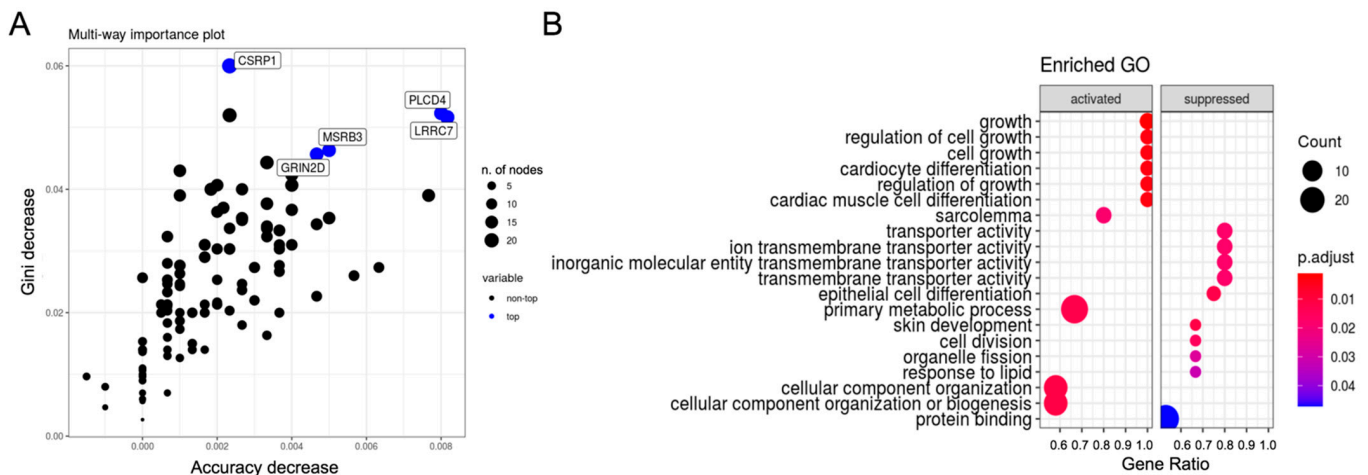 A
Multi-way importance plot
Gini decrease
0.06
0.04
0.02
0.00
0.000
0.002
0.004
0.006
0.008
Accuracy decrease
CSRP1
PLCD4
LRRC7
MSRB3
GRIN2D
n. of nodes
5
10
15
20
variable
non-top
top
B
Enriched GO
activated
suppressed
growth
regulation of cell growth
cell growth
cardiocyte differentiation
regulation of growth
cardiac muscle cell differentiation
sarcolemma
transporter activity
ion transmembrane transporter activity
inorganic molecular entity transmembrane transporter activity
transmembrane transporter activity
epithelial cell differentiation
primary metabolic process
skin development
cell division
organelle fission
response to lipid
cellular component organization
cellular component organization or biogenesis
protein binding
0.6 0.7 0.8 0.9 1.0 0.6 0.7 0.8 0.9 1.0
Gene Ratio
Count
10
20
p.adjust
0.01
0.02
0.03
0.04